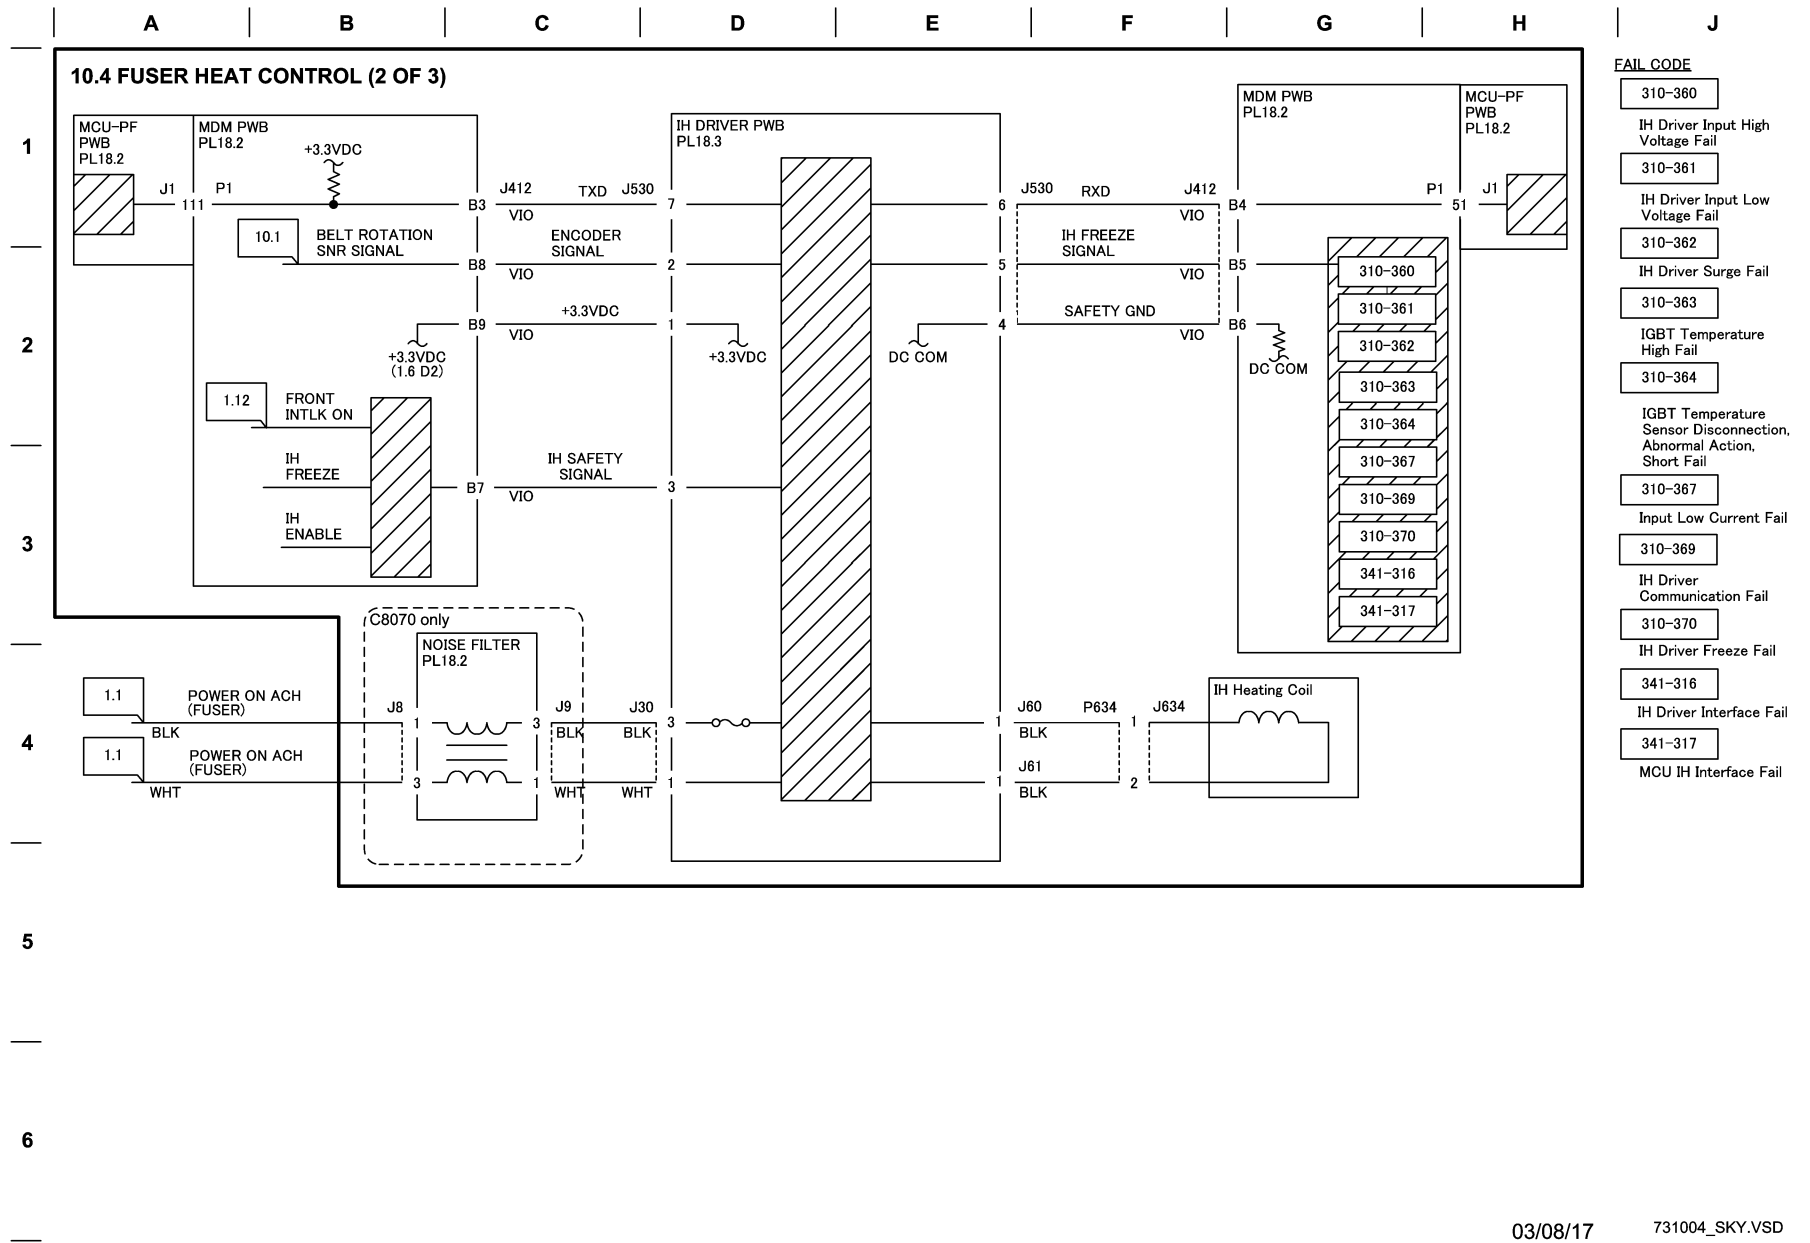 A B C D E F G H J
10.4 FUSER HEAT CONTROL (2 OF 3)
1
2
3
4
5
6
MCU-PF
PWB
PL18.2
MDM PWB
PL18.2
+3.3VDC
J1
P1
111
B3
J412
TXD
J530
VIO
7
10.1
BELT ROTATION
SNR SIGNAL
B8
ENCODER
SIGNAL
VIO
2
B9
+3.3VDC
VIO
1
+3.3VDC
(1.6 D2)
+3.3VDC
1.12
FRONT
INTLK ON
IH
FREEZE
IH
ENABLE
B7
IH SAFETY
SIGNAL
VIO
3
IH DRIVER PWB
PL18.3
6
J530
RXD
J412
VIO
B4
5
IH FREEZE
SIGNAL
VIO
B5
4
SAFETY GND
VIO
B6
DC COM
DC COM
MDM PWB
PL18.2
MCU-PF
PWB
PL18.2
P1
51
J1
310-360
310-361
310-362
310-363
310-364
310-367
310-369
310-370
341-316
341-317
C8070 only
NOISE FILTER
PL18.2
1.1
POWER ON ACH
(FUSER)
BLK
J8
1
3
J9
BLK
J30
BLK
3
1.1
POWER ON ACH
(FUSER)
WHT
3
1
WHT
WHT
1
1
J60
BLK
P634
1
J634
1
J61
BLK
2
IH Heating Coil
FAIL CODE
310-360
IH Driver Input High
Voltage Fail
310-361
IH Driver Input Low
Voltage Fail
310-362
IH Driver Surge Fail
310-363
IGBT Temperature
High Fail
310-364
IGBT Temperature
Sensor Disconnection,
Abnormal Action,
Short Fail
310-367
Input Low Current Fail
310-369
IH Driver
Communication Fail
310-370
IH Driver Freeze Fail
341-316
IH Driver Interface Fail
341-317
MCU IH Interface Fail
03/08/17
731004_SKY.VSD